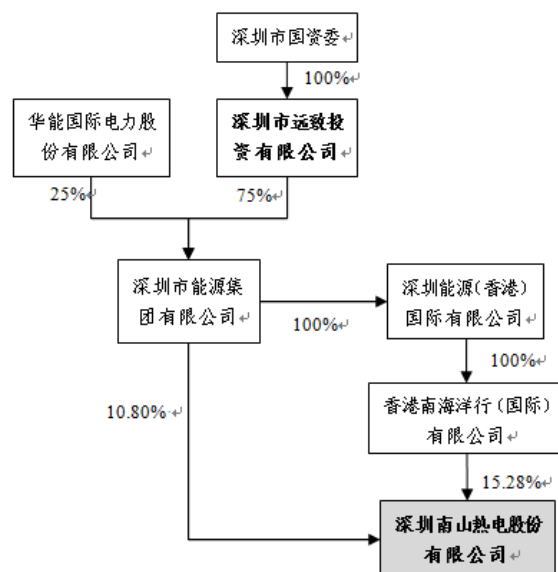 深圳市国资委↵
100%↵
华能国际电力股
份有限公司↵
深圳市远致投
资有限公司↵
25%↵
75%↵
深圳市能源集
团有限公司↵
深圳能源(香港)
国际有限公司↵
100%↵
100%↵
10.80%↵
香港南海洋行(国际)
有限公司↵
15.28%↵
深圳南山热电股份
有限公司↵